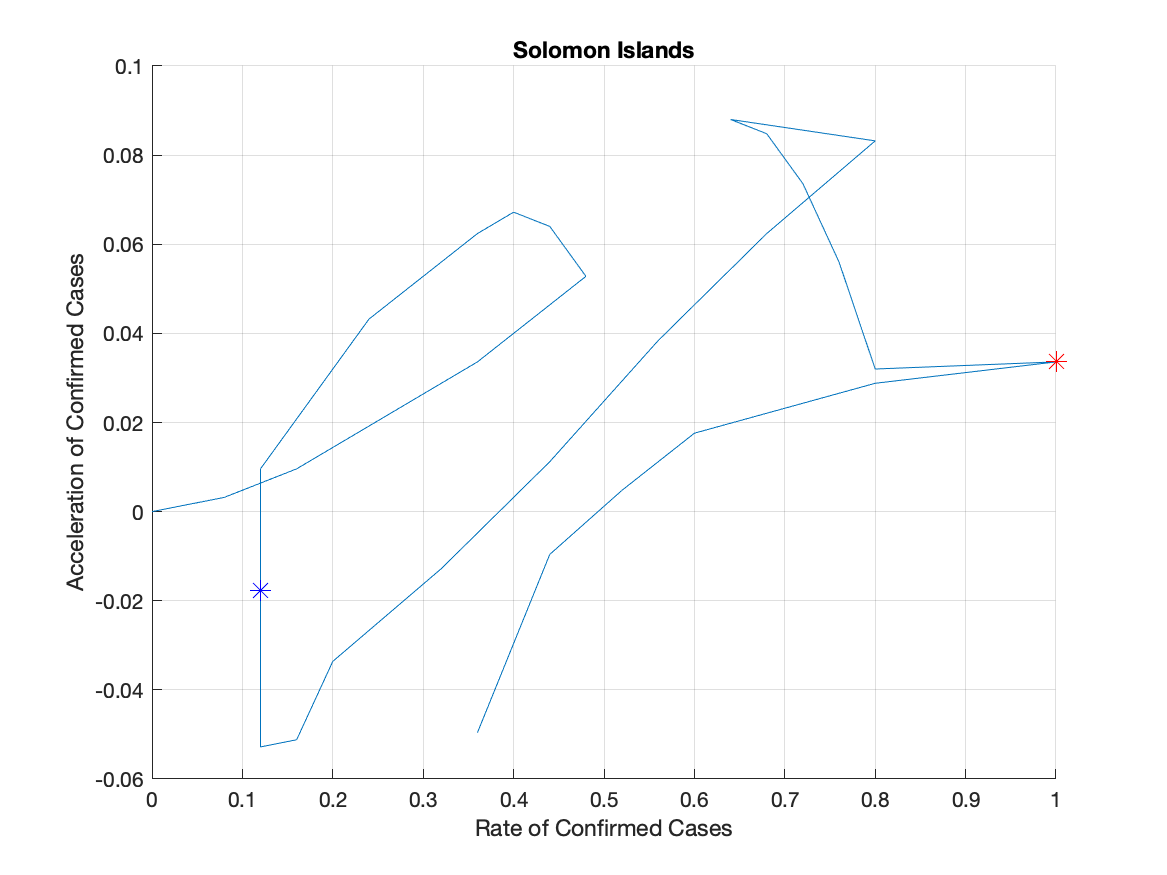 Solomon Islands
Acceleration of Confirmed Cases
0.1
0.08
0.06
0.04
0.02
0
-0.02
-0.04
-0.06
0 0.1 0.2 0.3 0.4 0.5 0.6 0.7 0.8 0.9 1
Rate of Confirmed Cases